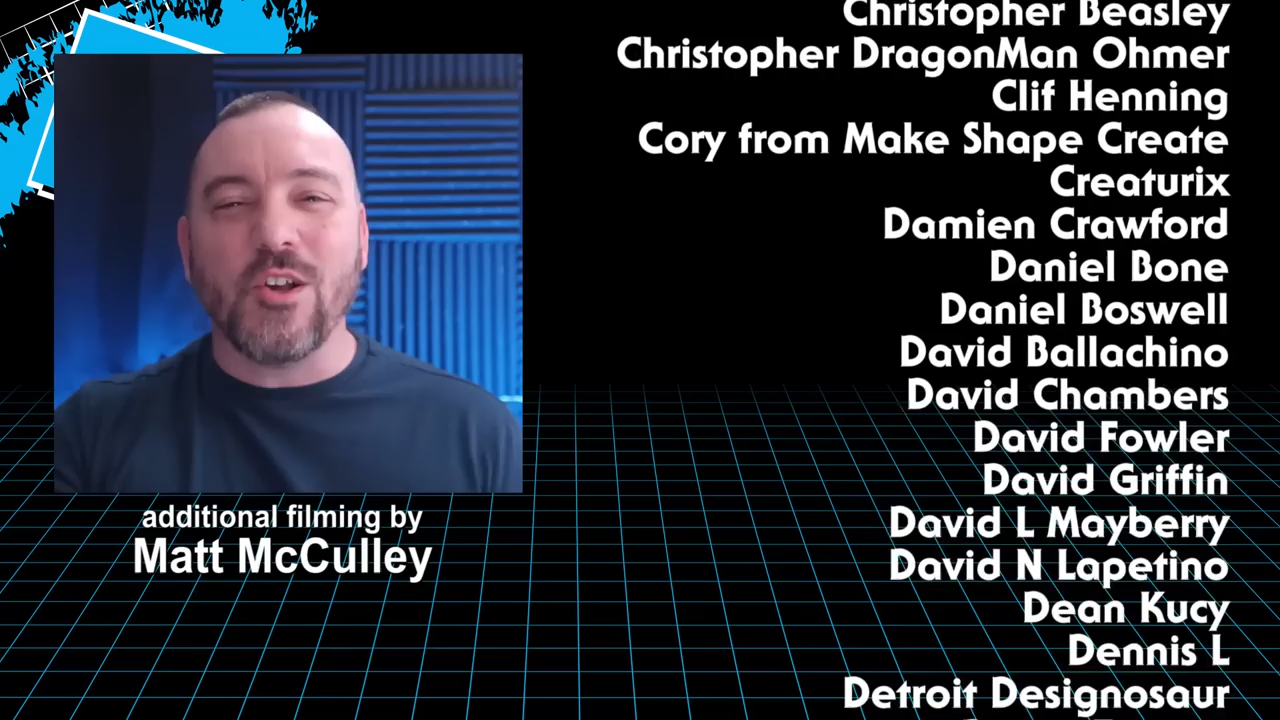 additional filming by
Matt McCulley
Christopher Beasley
Christopher DragonMan Ohmer
Clif Henning
Cory from Make Shape Create
Creaturix
Damien Crawford
Daniel Bone
Daniel Boswell
David Ballachino
David Chambers
David Fowler
David Griffin
David L Mayberry
David N Lapetino
Dean Kucy
Dennis L
Detroit Designosaur